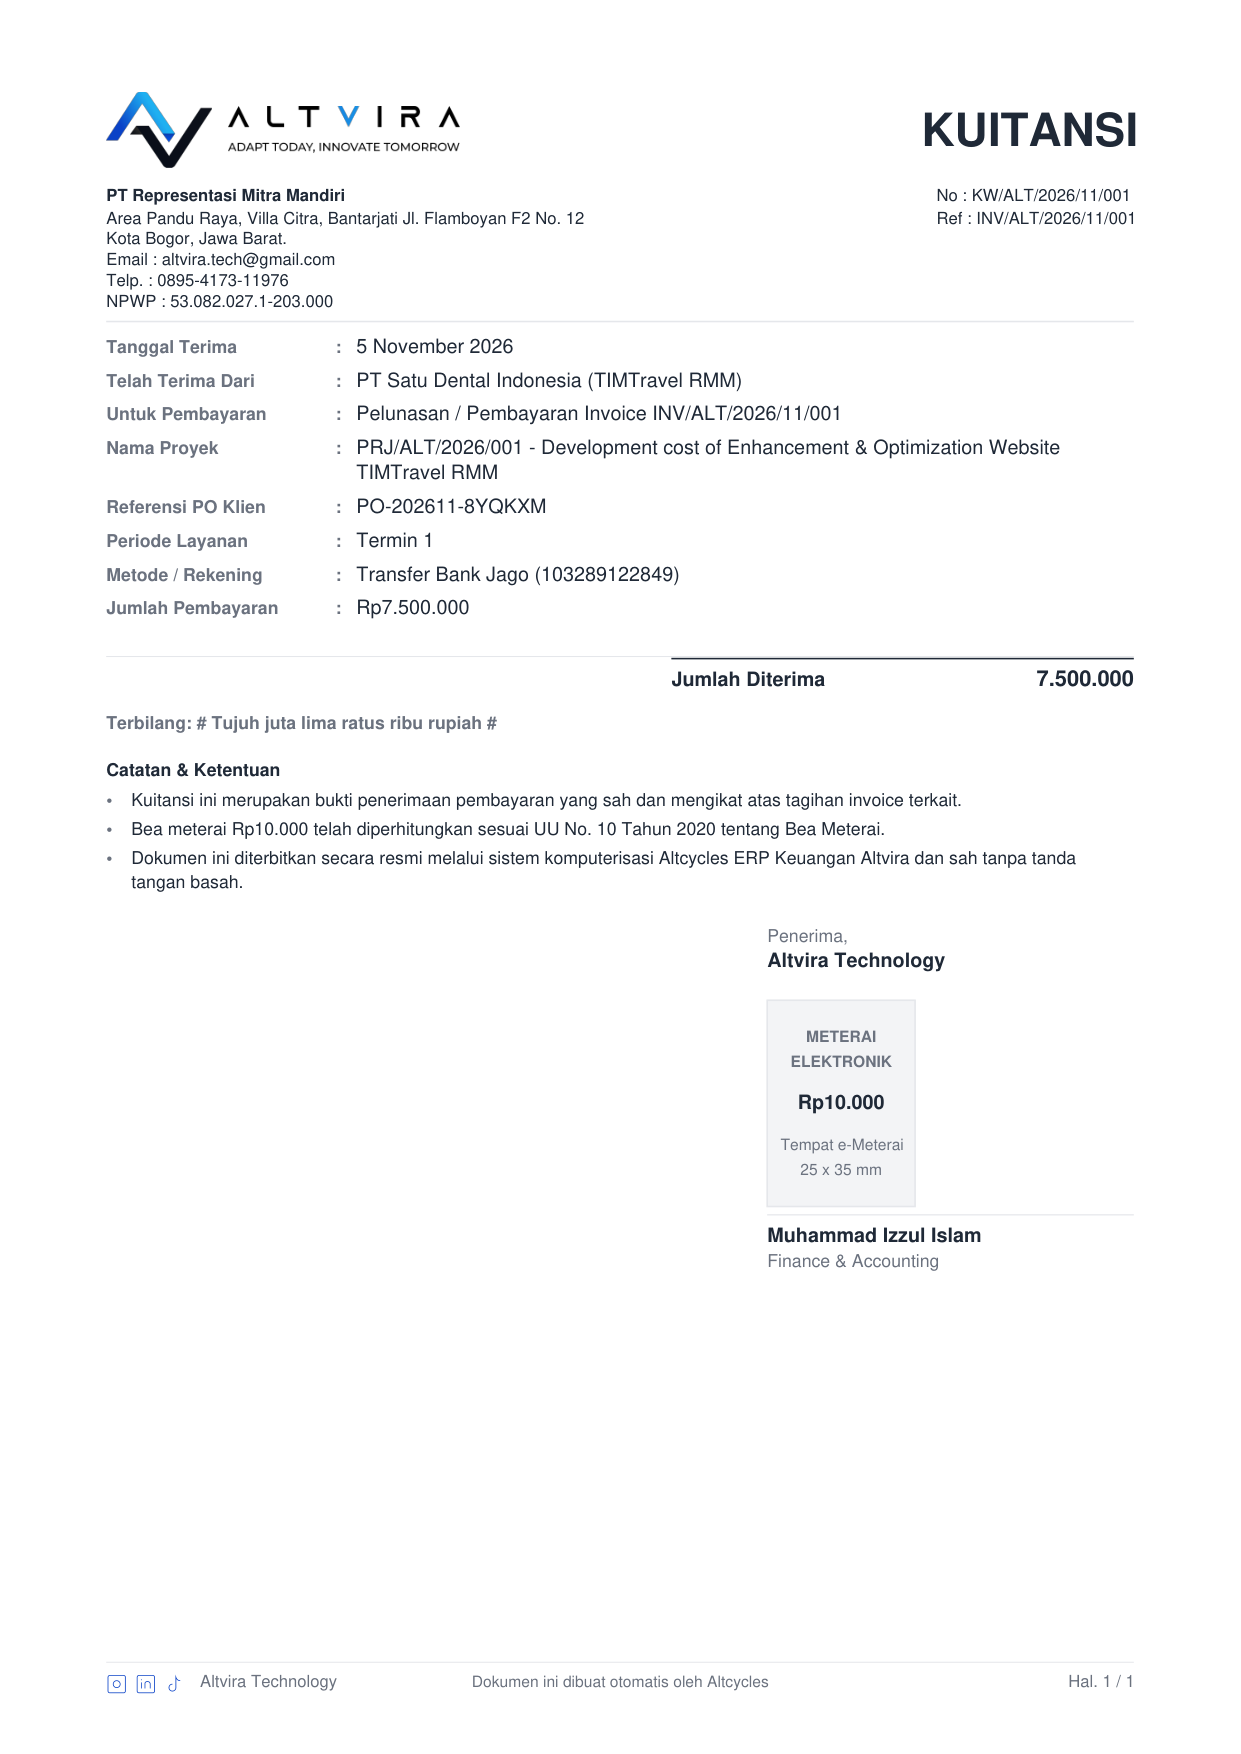 ALTVIRA
ADAPT TODAY, INNOVATE TOMORROW
KUITANSI
PT Representasi Mitra Mandiri
Area Pandu Raya, Villa Citra, Bantarjati Jl. Flamboyan F2 No. 12
Kota Bogor, Jawa Barat.
Email : altvira.tech@gmail.com
Telp. : 0895-4173-11976
NPWP : 53.082.027.1-203.000
No : KW/ALT/2026/11/001
Ref : INV/ALT/2026/11/001
Tanggal Terima : 5 November 2026
Telah Terima Dari : PT Satu Dental Indonesia (TIMTravel RMM)
Untuk Pembayaran : Pelunasan / Pembayaran Invoice INV/ALT/2026/11/001
Nama Proyek : PRJ/ALT/2026/001 - Development cost of Enhancement & Optimization Website
TIMTravel RMM
Referensi PO Klien : PO-202611-8YQKXM
Periode Layanan : Termin 1
Metode / Rekening : Transfer Bank Jago (103289122849)
Jumlah Pembayaran : Rp7.500.000
Jumlah Diterima 7.500.000
Terbilang: # Tujuh juta lima ratus ribu rupiah #
Catatan & Ketentuan
• Kuitansi ini merupakan bukti penerimaan pembayaran yang sah dan mengikat atas tagihan invoice terkait.
• Bea meterai Rp10.000 telah diperhitungkan sesuai UU No. 10 Tahun 2020 tentang Bea Meterai.
• Dokumen ini diterbitkan secara resmi melalui sistem komputerisasi Altcycles ERP Keuangan Altvira dan sah tanpa tanda
tangan basah.
Penerima,
Altvira Technology
METERAI
ELEKTRONIK
Rp10.000
Tempat e-Meterai
25 x 35 mm
Muhammad Izzul Islam
Finance & Accounting
in Altvira Technology Dokumen ini dibuat otomatis oleh Altcycles Hal. 1 / 1